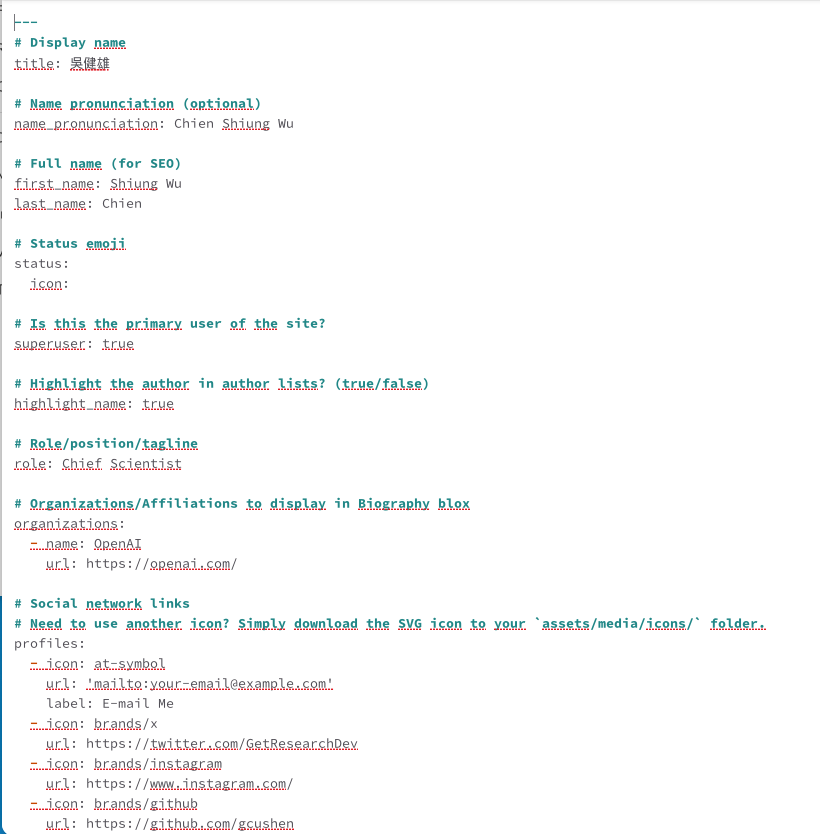 ---
# Display name
title: 吳健雄
# Name pronunciation (optional)
name_pronunciation: Chien Shiung Wu
# Full name (for SEO)
first_name: Shiung Wu
last_name: Chien
# Status emoji
status:
  icon:
# Is this the primary user of the site?
superuser: true
# Highlight the author in author lists? (true/false)
highlight_name: true
# Role/position/tagline
role: Chief Scientist
# Organizations/Affiliations to display in Biography blox
organizations:
  - name: OpenAI
    url: https://openai.com/
# Social network links
# Need to use another icon? Simply download the SVG icon to your `assets/media/icons/` folder.
profiles:
  - icon: at-symbol
    url: 'mailto:your-email@example.com'
    label: E-mail Me
  - icon: brands/x
    url: https://twitter.com/GetResearchDev
  - icon: brands/instagram
    url: https://www.instagram.com/
  - icon: brands/github
    url: https://github.com/gcushen